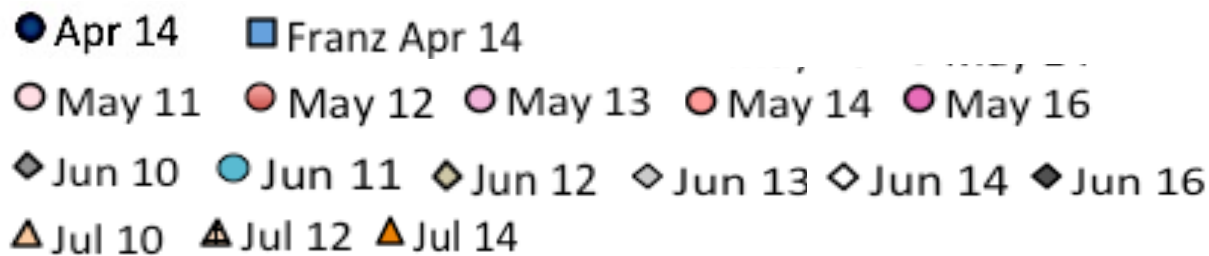 Apr 14 Franz Apr 14
May 11 May 12 May 13 May 14 May 16
Jun 10 Jun 11 Jun 12 Jun 13 Jun 14 Jun 16
Jul 10 Jul 12 Jul 14